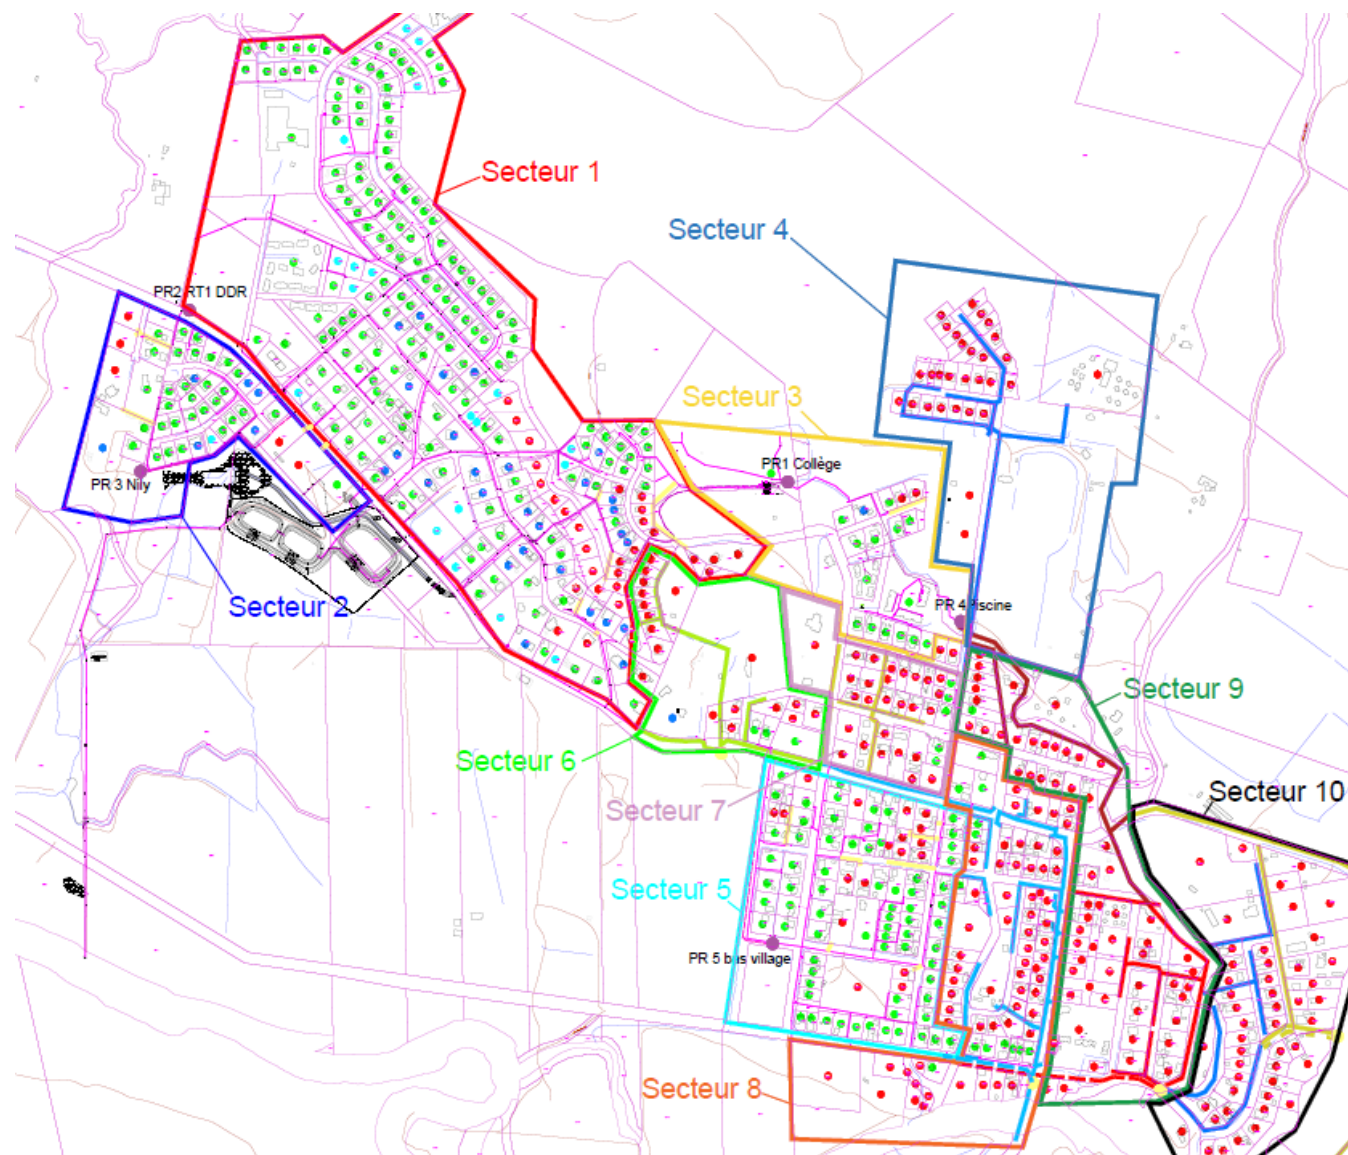 Secteur 1
Secteur 4
PR2 RT1 DDR
Secteur 3
PR1 Collège
PR 3 Nily
Secteur 2
PR 4 Piscine
Secteur 9
Secteur 6
Secteur 10
Secteur 7
Secteur 5
PR 5 bas village
Secteur 8